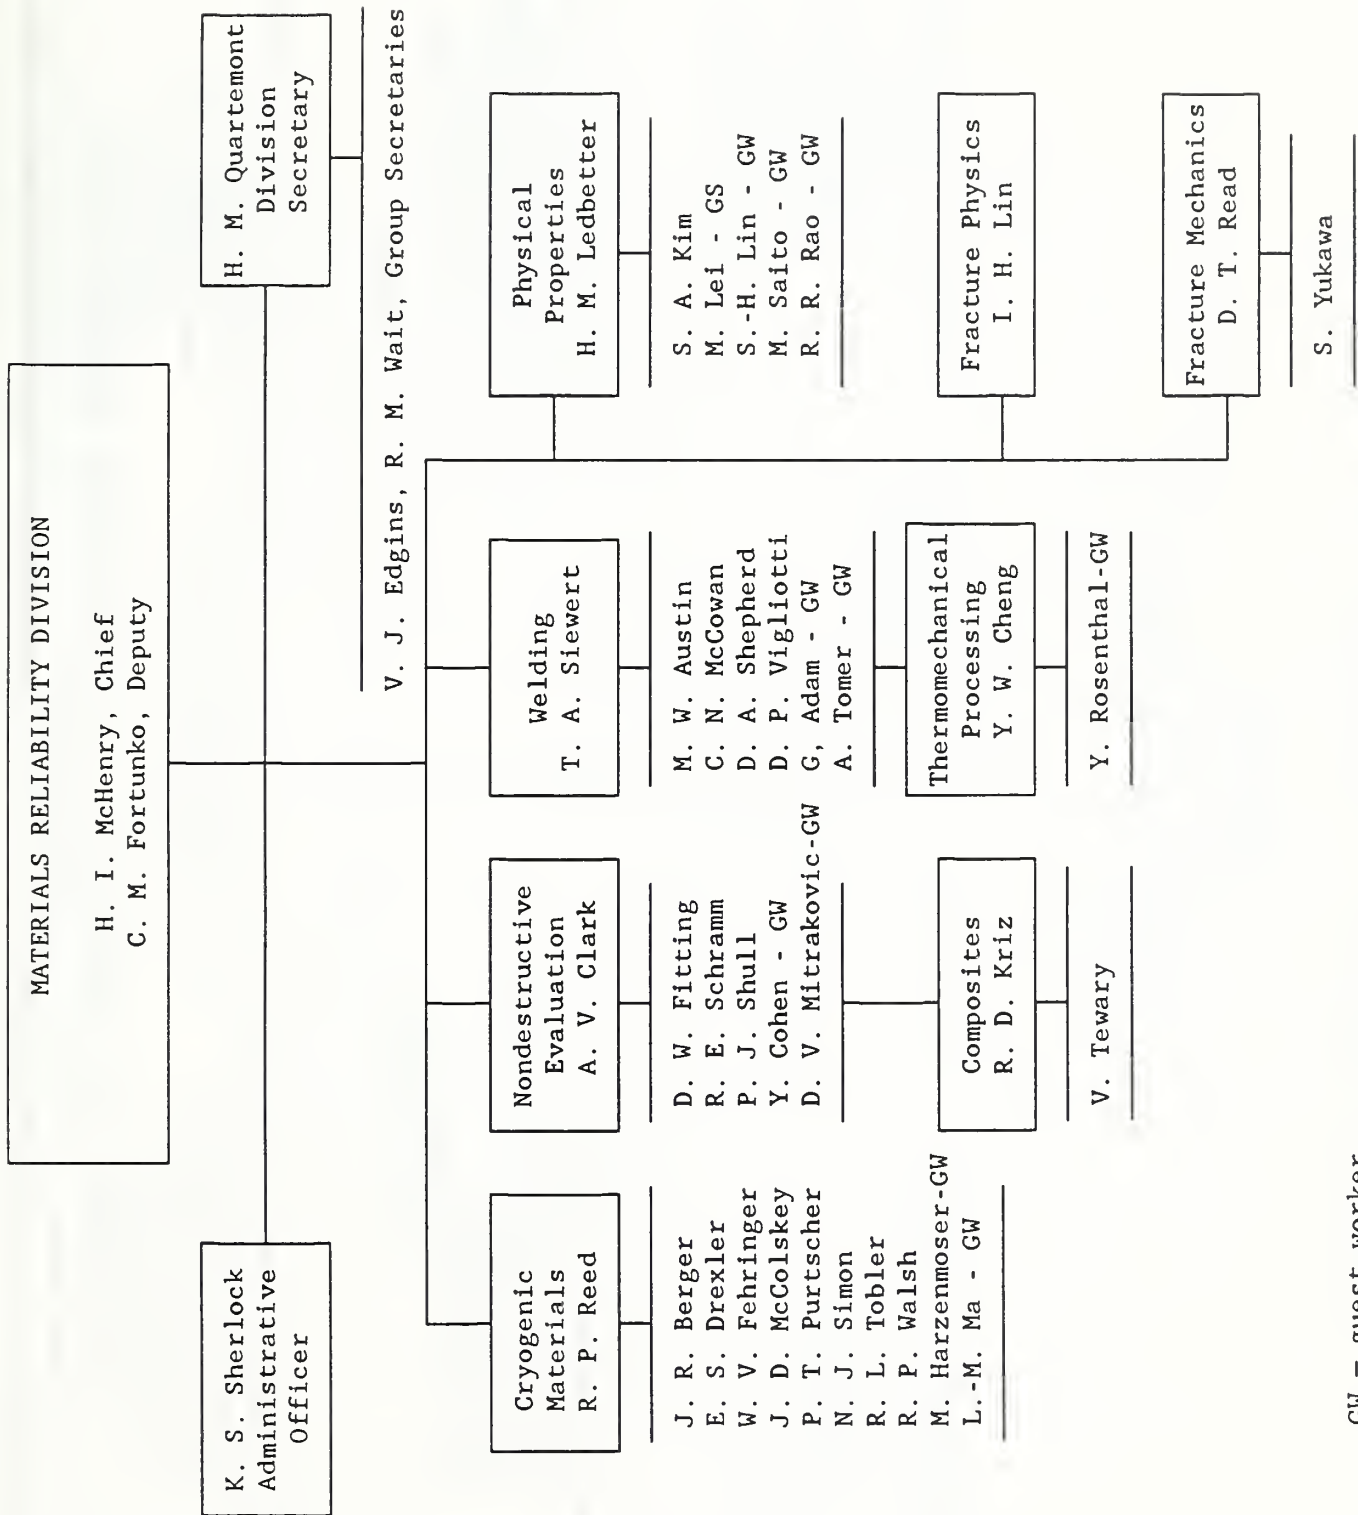 MATERIALS RELIABILITY DIVISION
H. I. McHenry, Chief
C. M. Fortunko, Deputy
K. S. Sherlock
Administrative
Officer
H. M. Quartemont
Division
Secretary
V. J. Edgins, R. M. Wait, Group Secretaries
Cryogenic
Materials
R. P. Reed
J. R. Berger
E. S. Drexler
W. V. Fehringer
J. D. McColskey
P. T. Purtscher
N. J. Simon
R. L. Tobler
R. P. Walsh
M. Harzenmoser-GW
L.-M. Ma - GW
Nondestructive
Evaluation
A. V. Clark
D. W. Fitting
R. E. Schramm
P. J. Shull
Y. Cohen - GW
D. V. Mitrakovic-GW
Composites
R. D. Kriz
V. Tewary
Welding
T. A. Siewert
M. W. Austin
C. N. McCowan
D. A. Shepherd
D. P. Vigliotti
G, Adam - GW
A. Tomer - GW
Thermomechanical
Processing
Y. W. Cheng
Y. Rosenthal-GW
Physical
Properties
H. M. Ledbetter
S. A. Kim
M. Lei - GS
S.-H. Lin - GW
M. Saito - GW
R. R. Rao - GW
Fracture Physics
I. H. Lin
Fracture Mechanics
D. T. Read
S. Yukawa
GW - guest worker